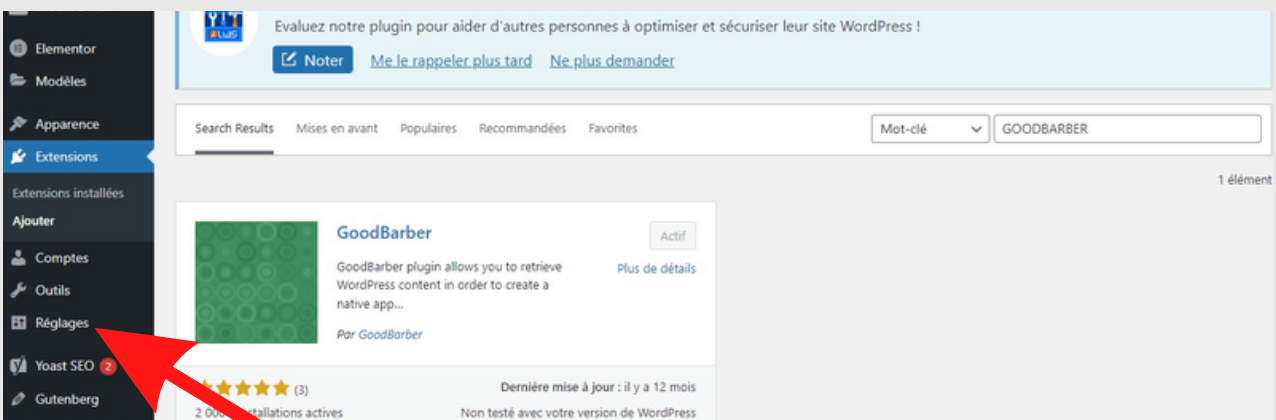 Evaluez notre plugin pour aider d'autres personnes à optimiser et sécuriser leur site WordPress !
Noter Me le rappeler plus tard Ne plus demander
Elementor
Modèles
Apparence
Extensions
Extensions installées
Ajouter
Comptes
Outils
Réglages
Yoast SEO 2
Gutenberg
Search Results Mises en avant Populaires Recommandées Favorites Mot-clé GOODBARBER
1 élément
GoodBarber Actif
GoodBarber plugin allows you to retrieve Plus de détails
WordPress content in order to create a
native app...
Par GoodBarber
(3) Dernière mise à jour : il y a 12 mois
2 installations actives Non testé avec votre version de WordPress